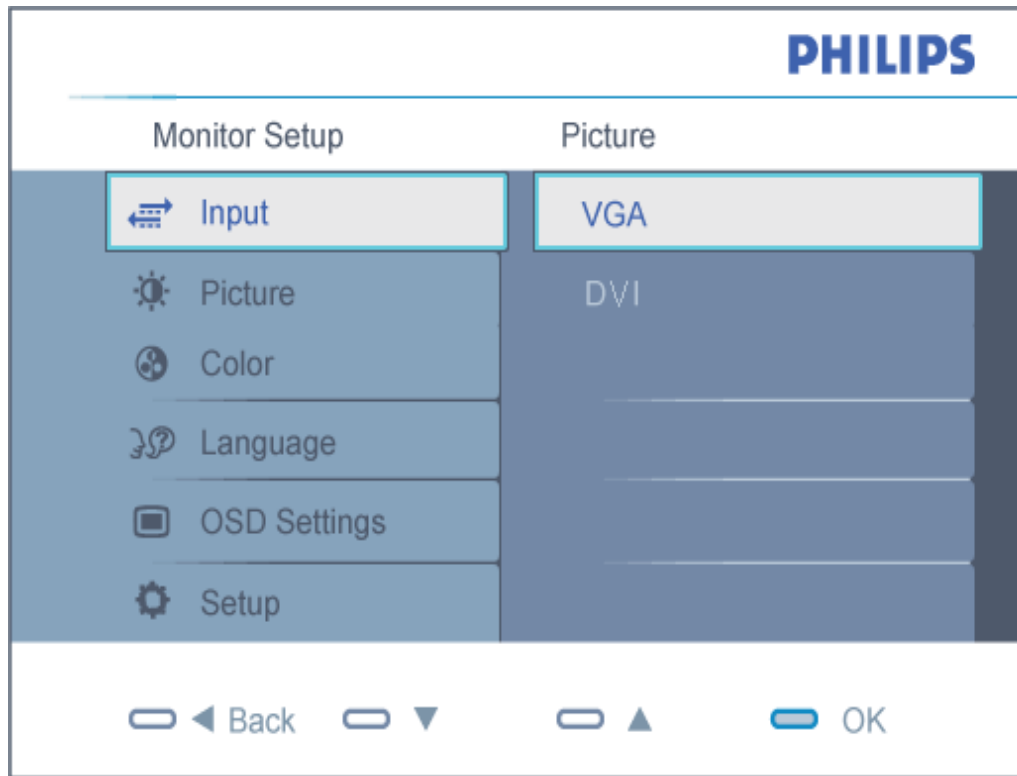 PHILIPS
Monitor Setup
Picture
Input
VGA
Picture
DVI
Color
Language
OSD Settings
Setup
Back
OK